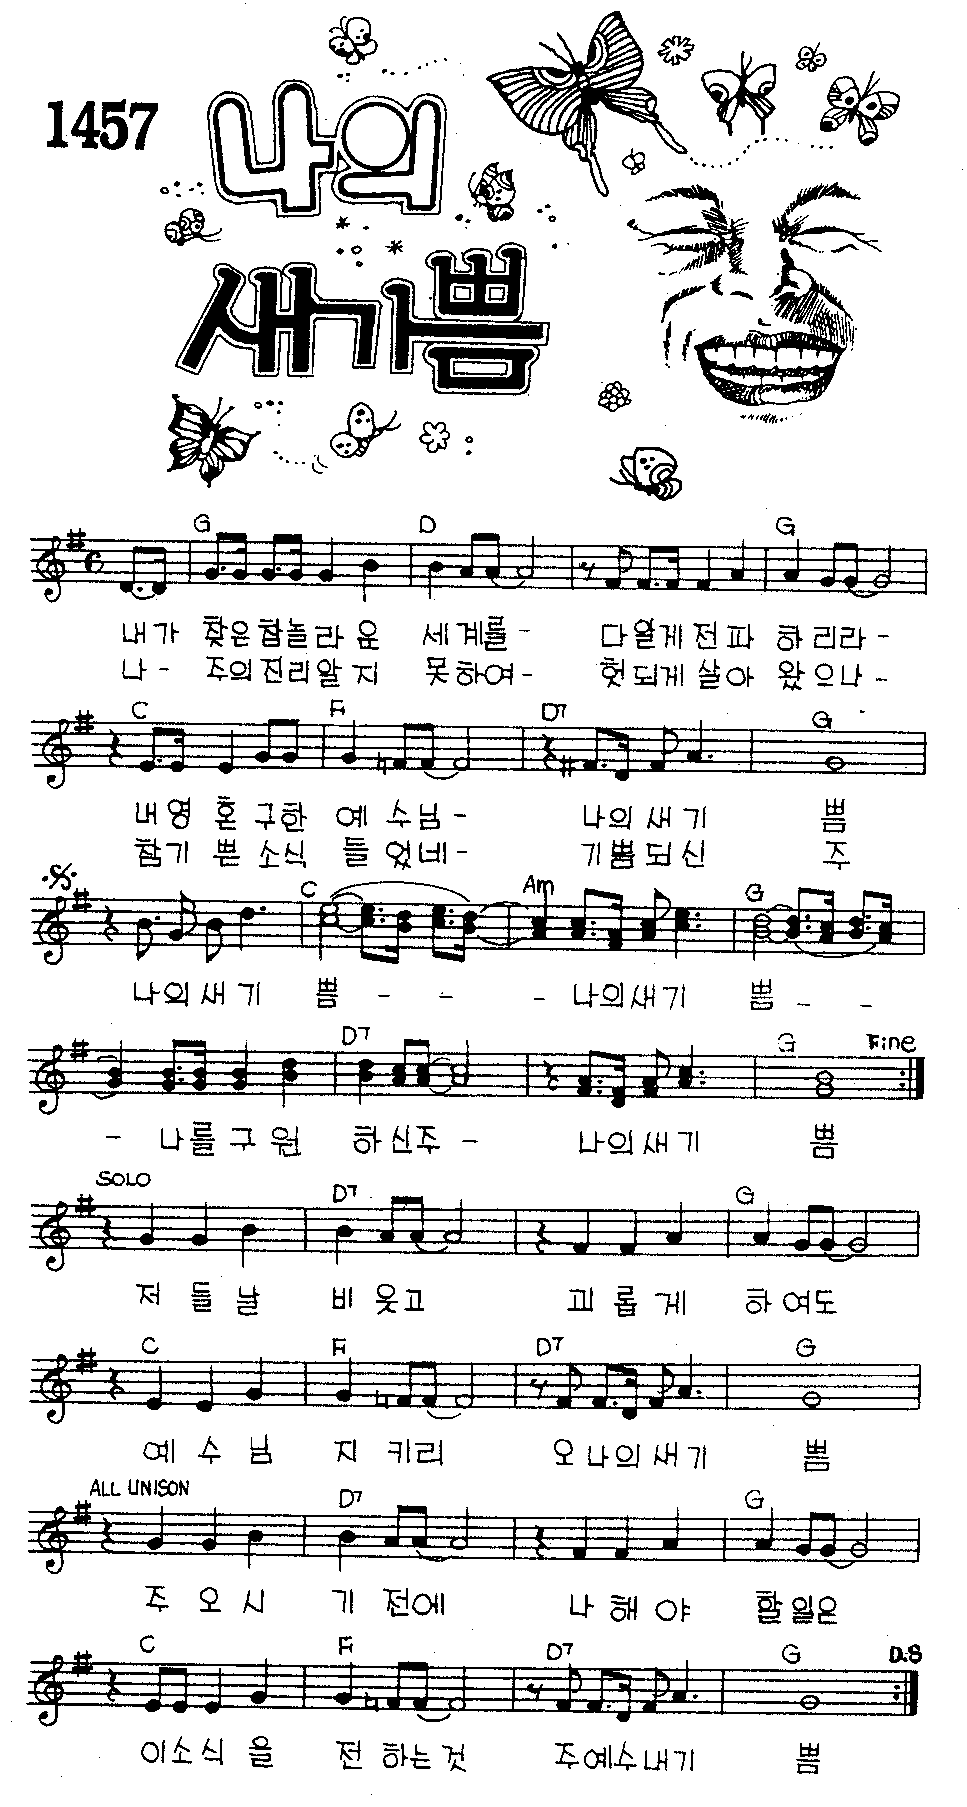 1457
나의
새기쁨
G D G
내가 찾은 참놀라운 세계를 - 다알게 전파 하리라 -
나 - 주의 진리알지 못하여 - 헛되게 살아 왔으나 -
C F D7 G
내영혼 구한 예수님 - 나의 새기 쁨
참기쁜 소식 들었네 - 기쁨되신 주
C Am G
나의 새기 쁨 - - - 나의새기 쁨 - -
D7 G Fine
- 나를 구원 하신주 - 나의새기 쁨
SOLO D7 G
저들날 비웃고 괴롭게 하여도
C F D7 G
예수님 지키리 오나의 새기 쁨
ALL UNISON D7 G
주오시기 전에 나해야 할일은
C F D7 G D.S
이소식을 전하는것 주예수내기 쁨